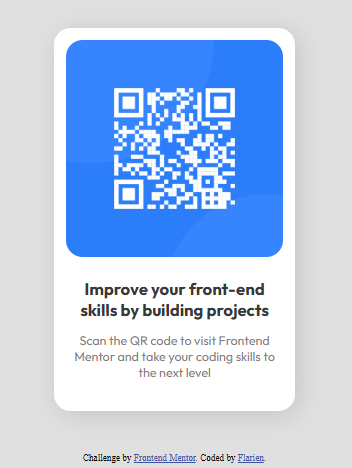 Improve your front-end
skills by building projects
Scan the QR code to visit Frontend
Mentor and take your coding skills to
the next level
Challenge by Frontend Mentor. Coded by Flarien.